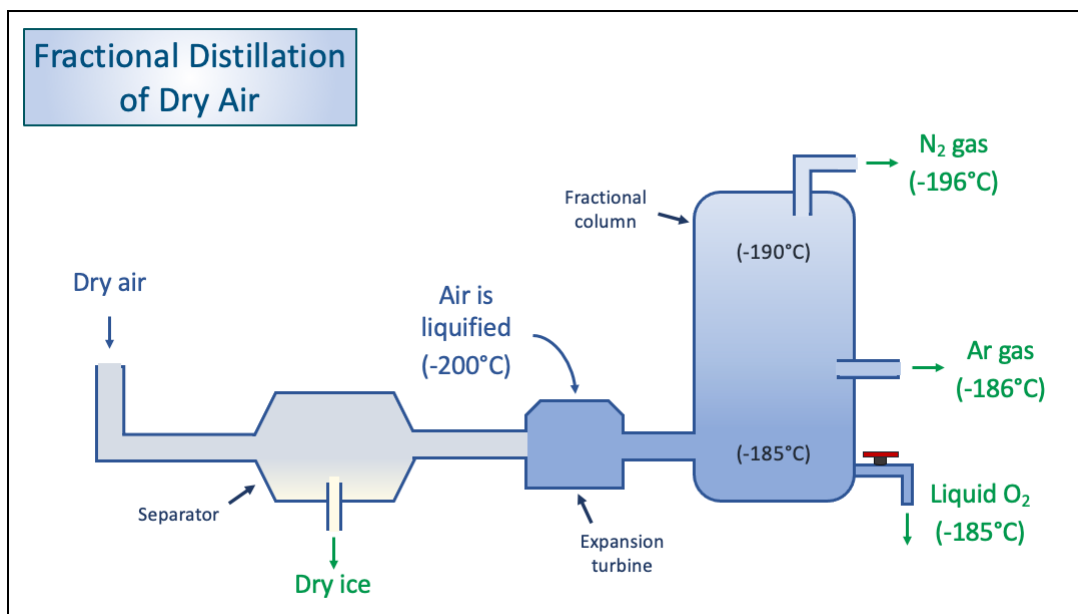 Fractional Distillation
of Dry Air
N₂ gas
(-196°C)
Fractional
column
(-190°C)
Dry air
Air is
liquified
(-200°C)
Ar gas
(-186°C)
(-185°C)
Separator
Expansion
turbine
Liquid O₂
(-185°C)
Dry ice